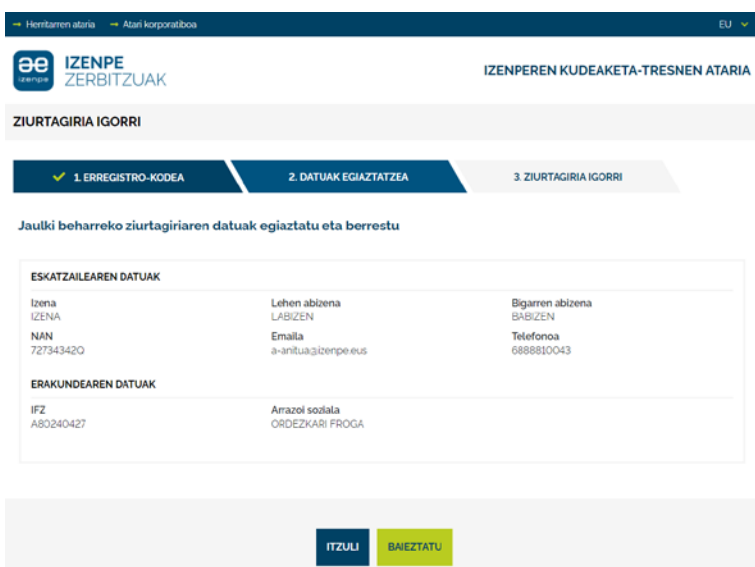 → Herritarren ataria → Atari korporatiboa EU
izenpe
IZENPE
ZERBITZUAK
IZENPEREN KUDEAKETA-TRESNEN ATARIA
ZIURTAGIRIA IGORRI
✓ 1. ERREGISTRO-KODEA 2. DATUAK EGIAZTATZEA 3. ZIURTAGIRIA IGORRI
Jaulki beharreko ziurtagiriaren datuak egiaztatu eta berrestu
ESKATZAILEAREN DATUAK
Izena Lehen abizena Bigarren abizena
IZENA LABIZEN BABIZEN
NAN Emaila Telefonoa
72734342Q a-anitua@izenpe.eus 6888810043
ERAKUNDEAREN DATUAK
IFZ Arrazoi soziala
A80240427 ORDEZKARI FROGA
ITZULI BAIEZTATU